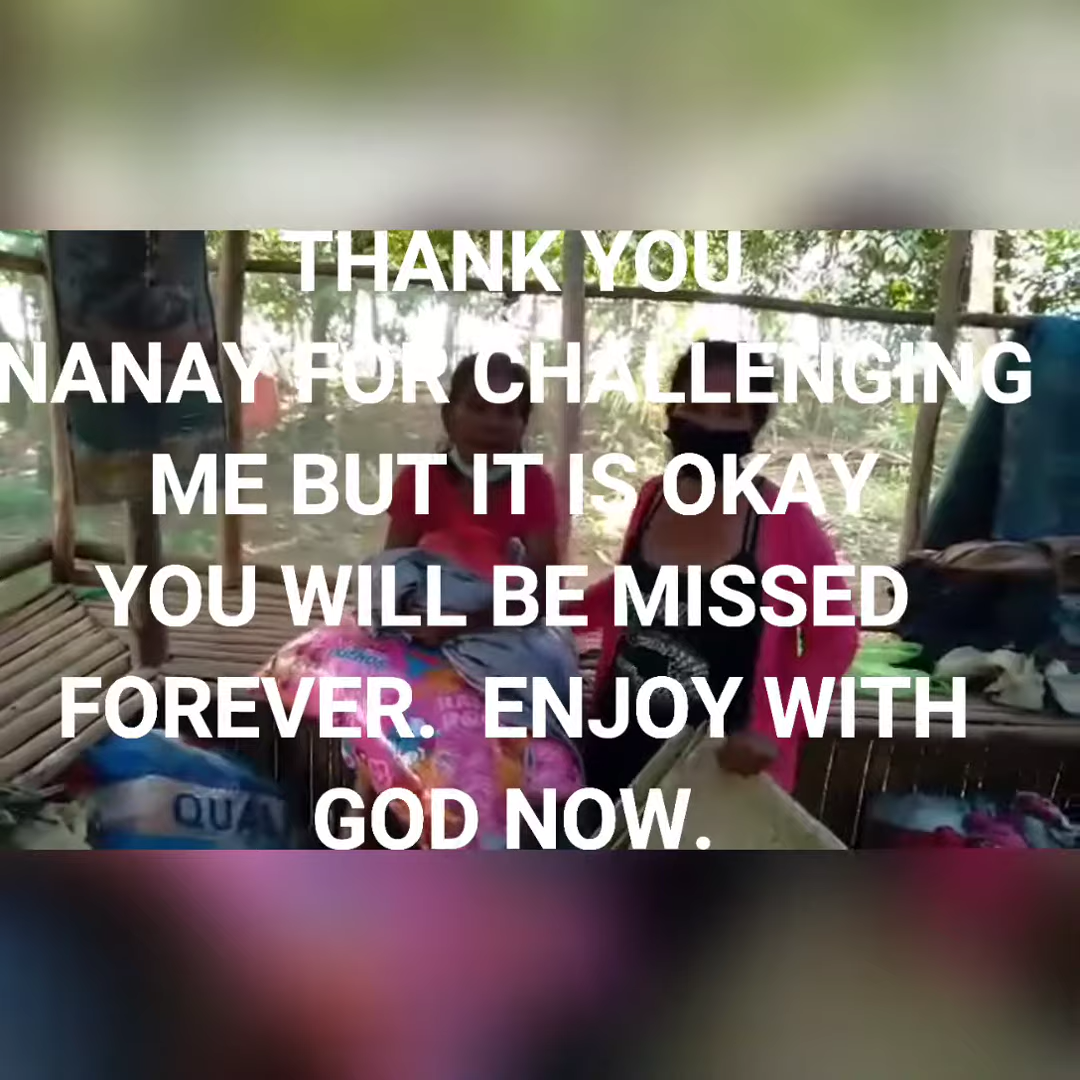 THANK YOU
NANAY FOR CHALLENGING
ME BUT IT IS OKAY
YOU WILL BE MISSED
FOREVER. ENJOY WITH
GOD NOW.
QUA